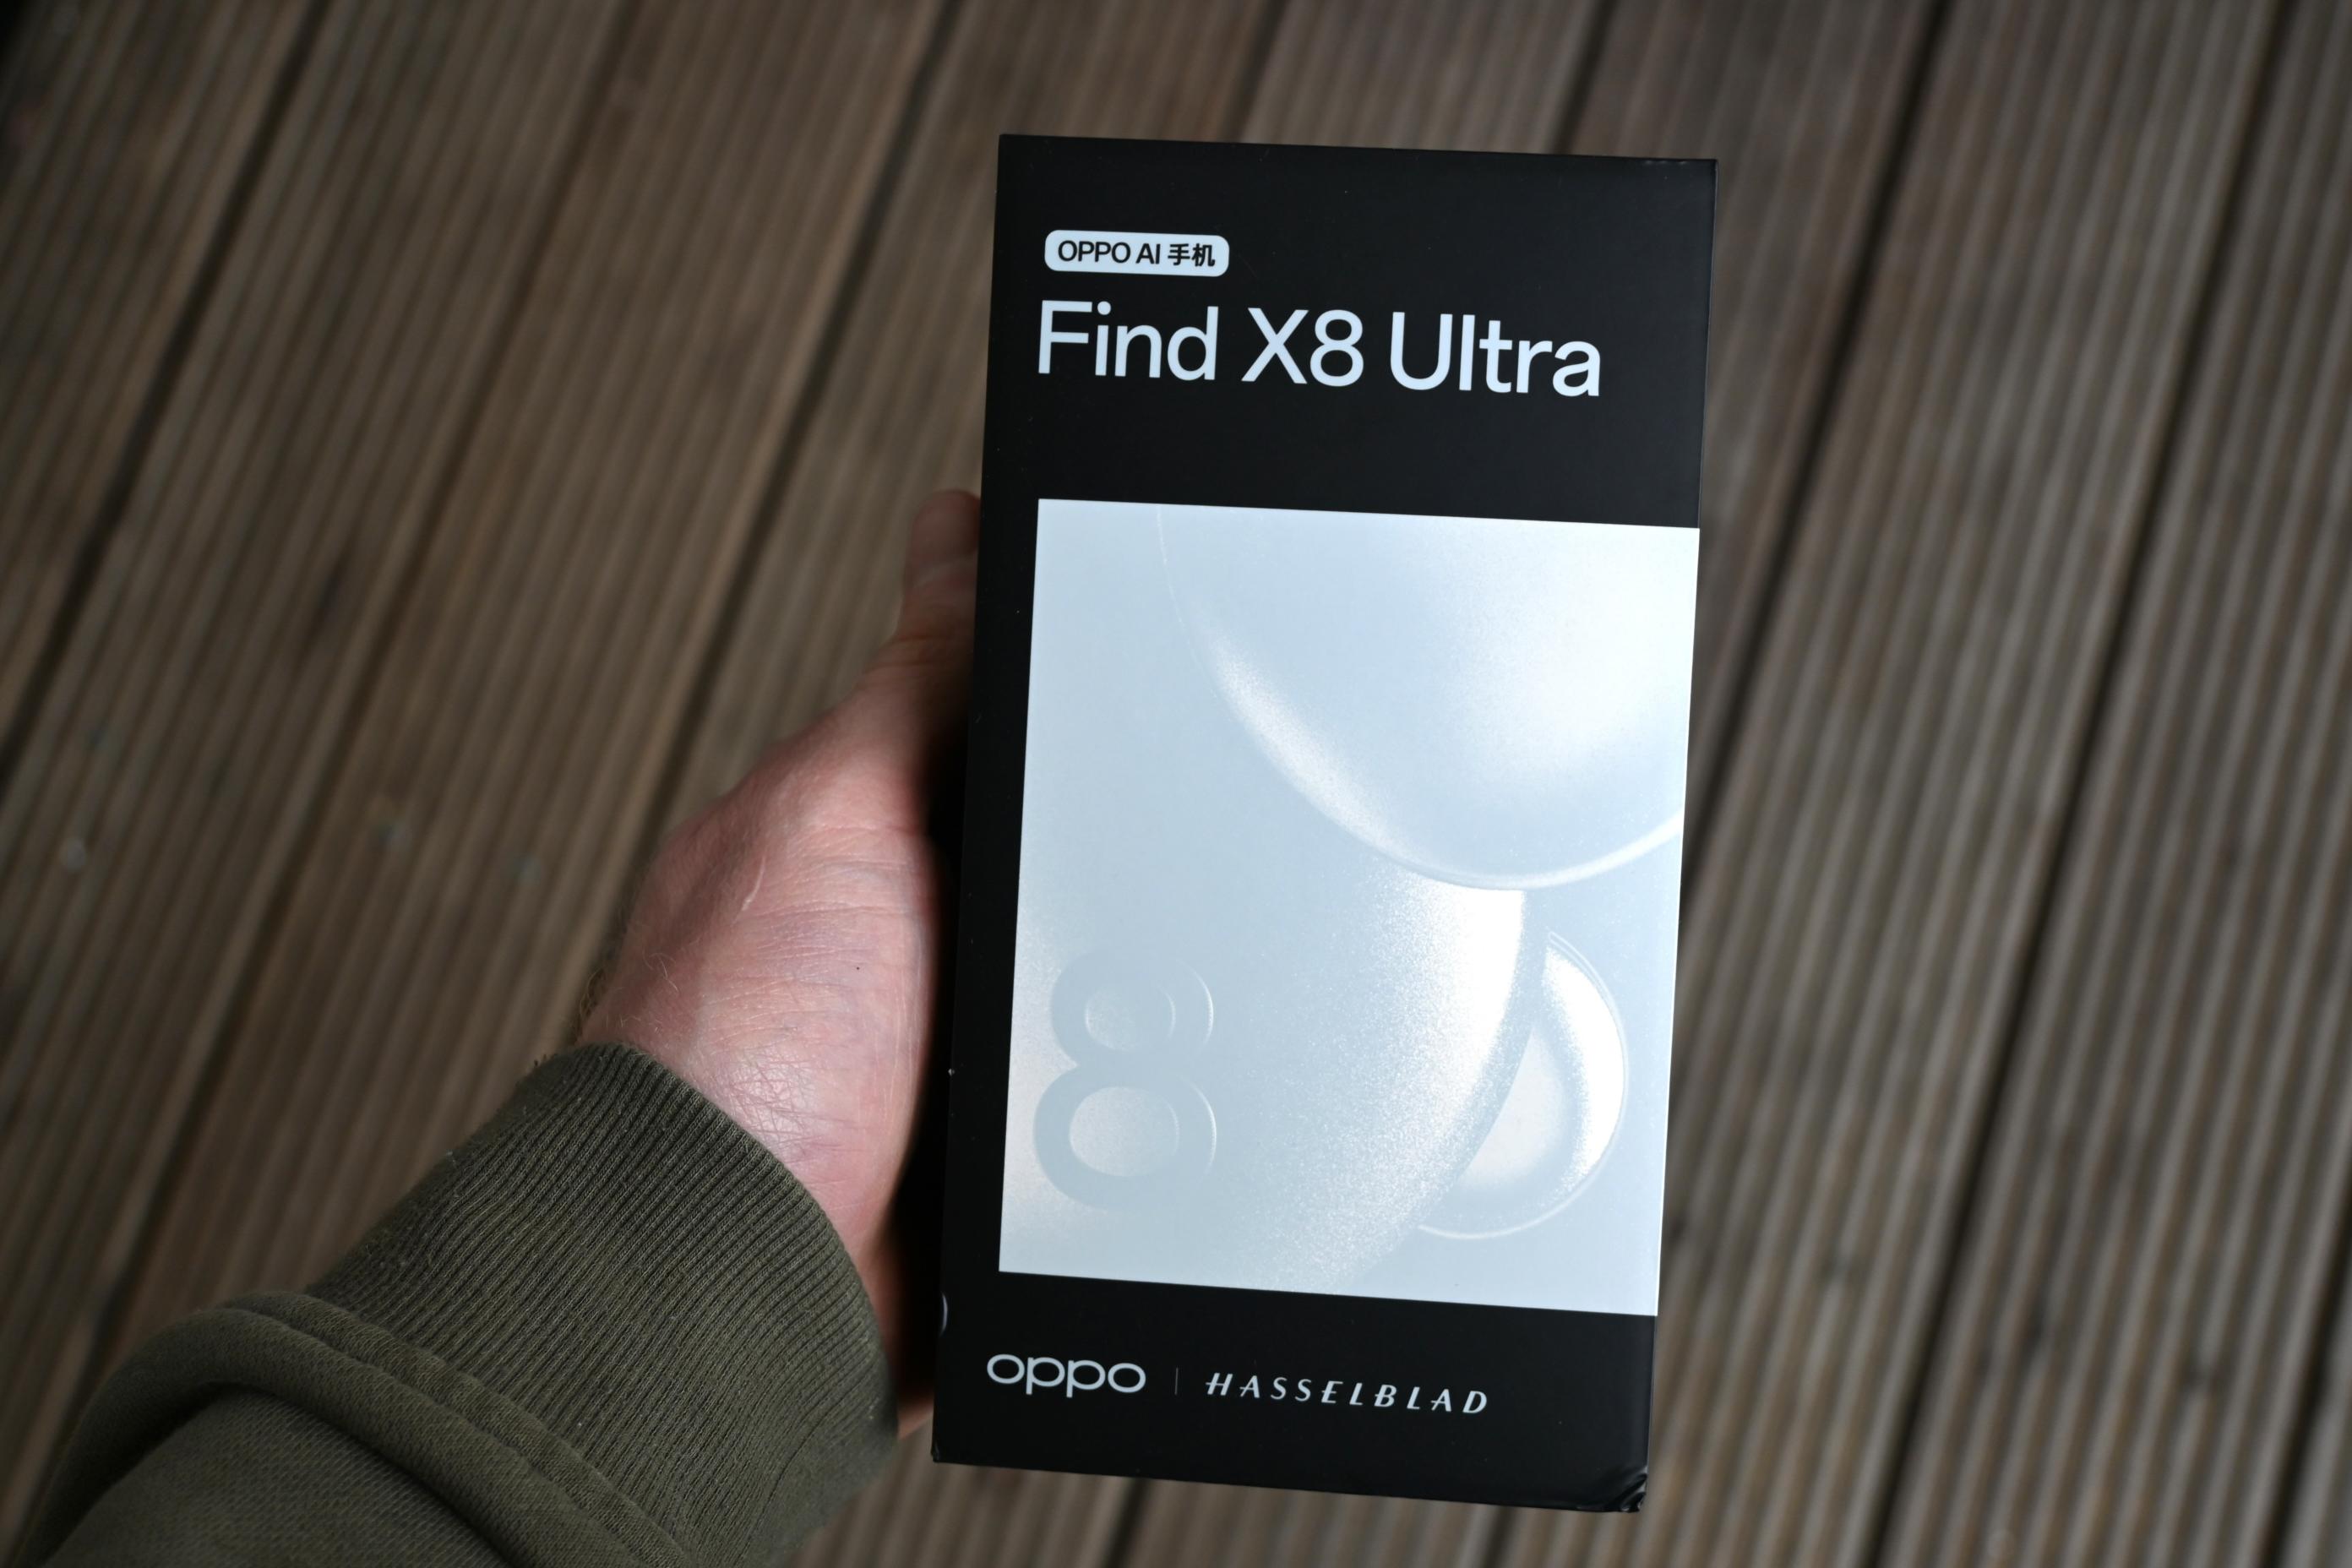 OPPO AI 手机
Find X8 Ultra
8
oppo | HASSELBLAD